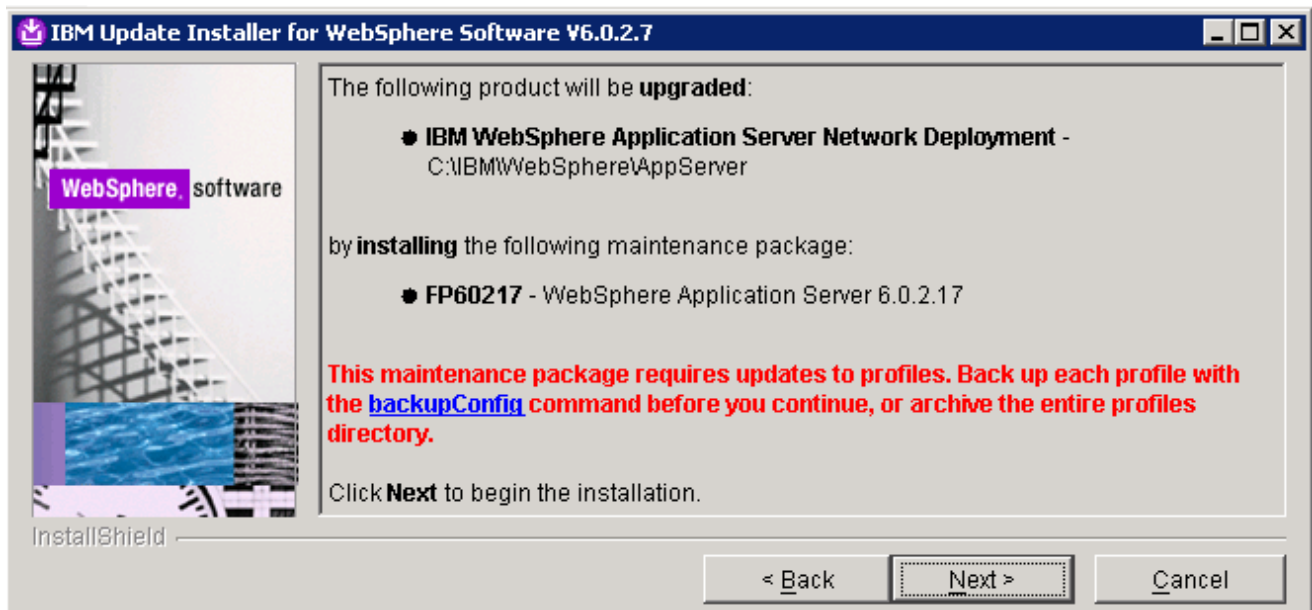 IBM Update Installer for WebSphere Software V6.0.2.7
WebSphere. software
The following product will be upgraded:
● IBM WebSphere Application Server Network Deployment -
C:\IBM\WebSphere\AppServer
by installing the following maintenance package:
● FP60217 - WebSphere Application Server 6.0.2.17
This maintenance package requires updates to profiles. Back up each profile with
the backupConfig command before you continue, or archive the entire profiles
directory.
Click Next to begin the installation.
InstallShield
< Back
Next >
Cancel